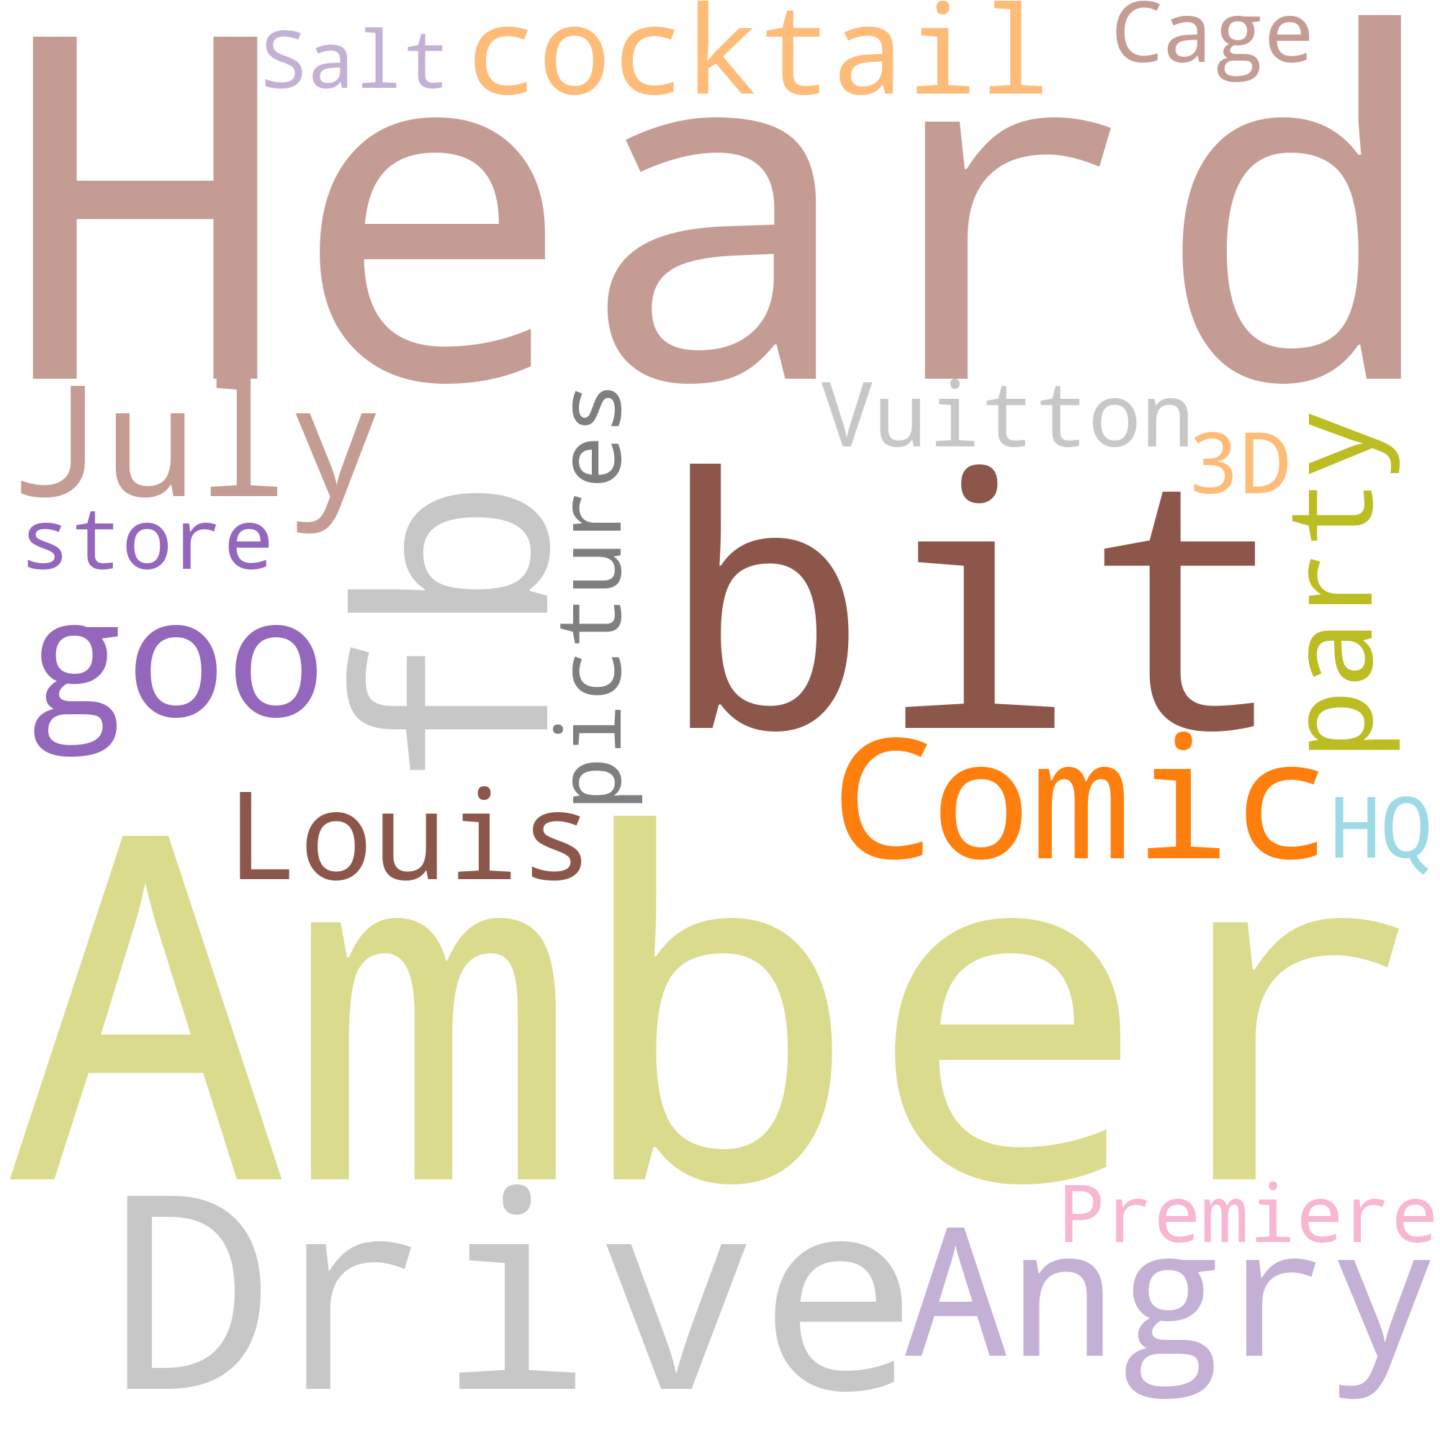 Salt
cocktail
Cage
Heard
July
Vuitton
3D
store
pictures
party
fb
bit
goo
Comic
Louis
HQ
Amber
Premiere
Drive
Angry